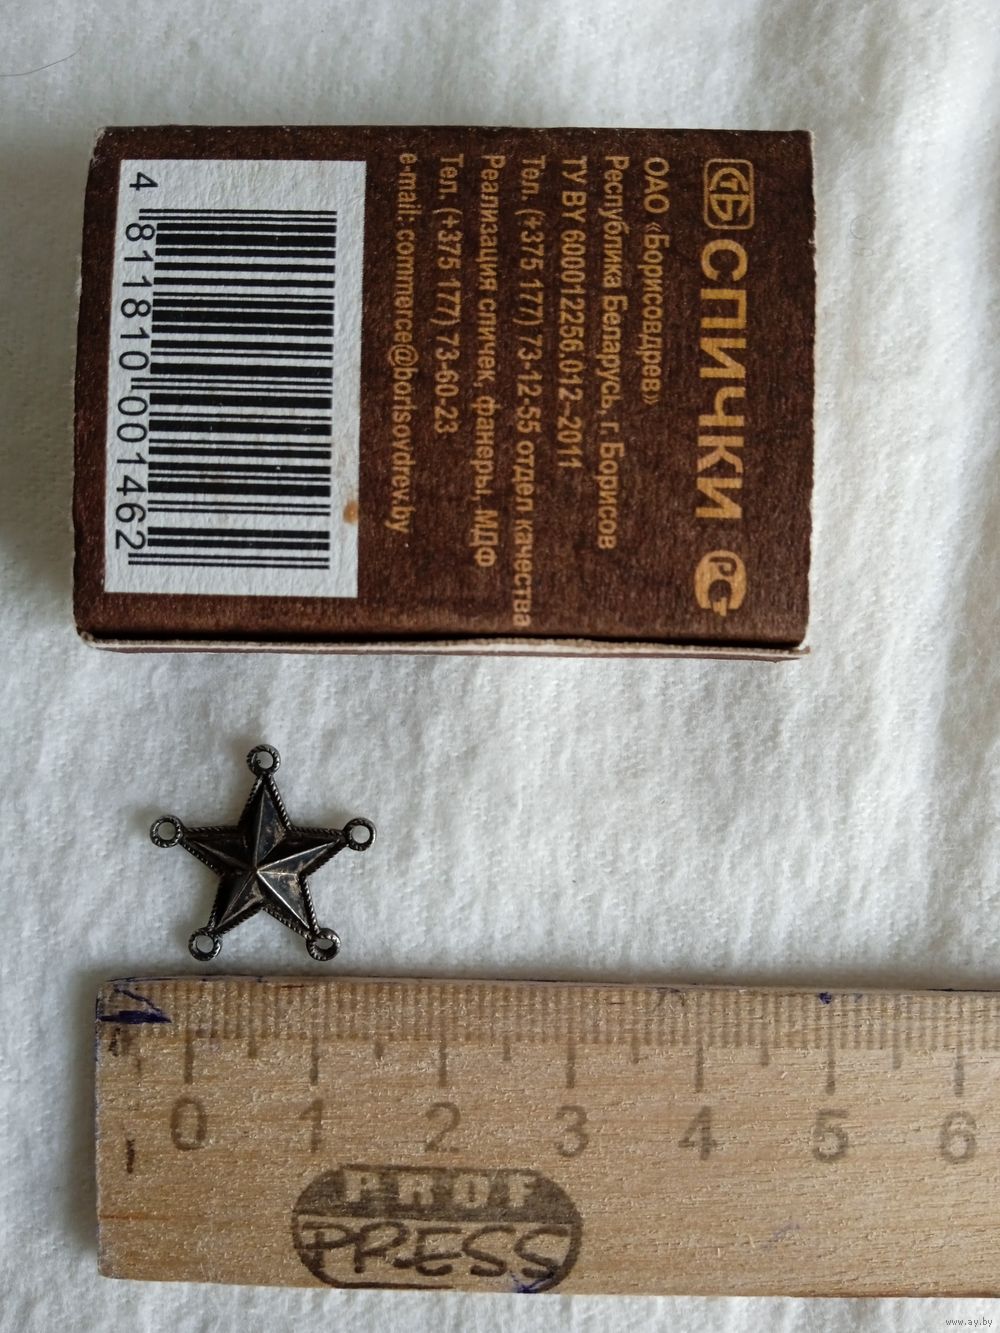 СТБ СПИЧКИ РС
ОАО «Борисовдрев»
Республика Беларусь, г. Борисов
ТУ BY 600012256.012-2011
Тел. (+375 177) 73-12-55 отдел качества
Реализация спичек, фанеры, МДФ
Тел. (+375 177) 73-60-23
e-mail: commerce@borisovdrev.by
4 811810 001462
0 1 2 3 4 5 6
PROF
PRESS
www.ay.by